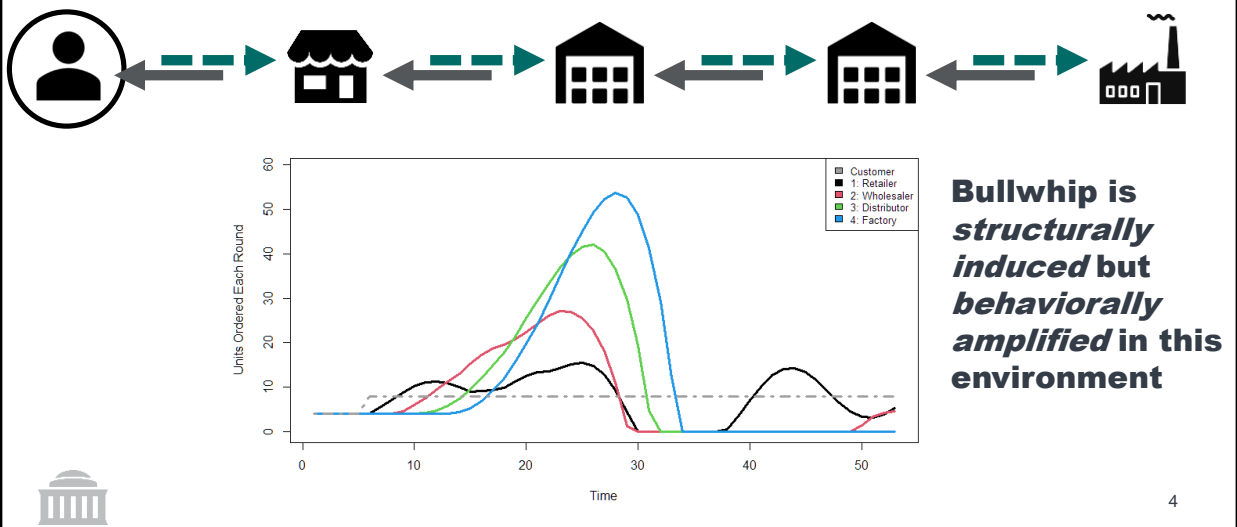 Customer
1: Retailer
2: Wholesaler
3: Distributor
4: Factory
Units Ordered Each Round
60
50
40
30
20
10
0
0 10 20 30 40 50
Time
Bullwhip is
structurally
induced but
behaviorally
amplified in this
environment
4